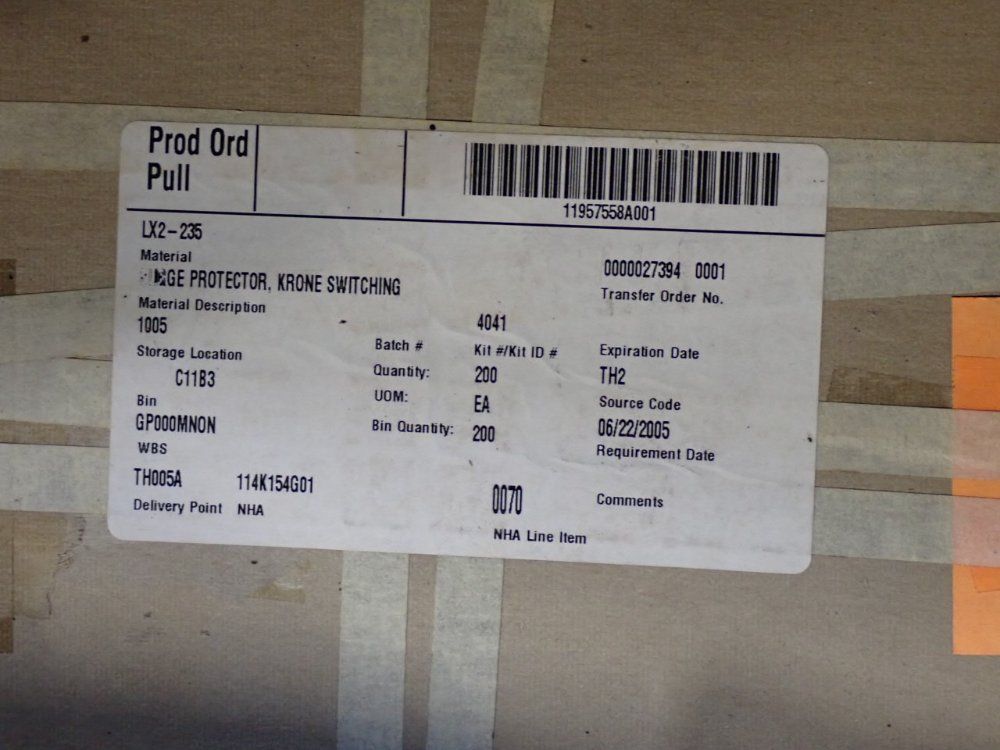 Prod Ord
Pull
11957558A001
LX2-235
Material
PROTECTOR, KRONE SWITCHING
0000027394 0001
Transfer Order No.
Material Description
1005
4041
Storage Location
Batch #
Kit #/Kit ID #
Expiration Date
C11B3
Quantity: 200
TH2
Bin
UOM: EA
Source Code
GP000MNON
Bin Quantity: 200
06/22/2005
WBS
Requirement Date
TH005A 114K154G01
0070
Comments
Delivery Point NHA
NHA Line Item